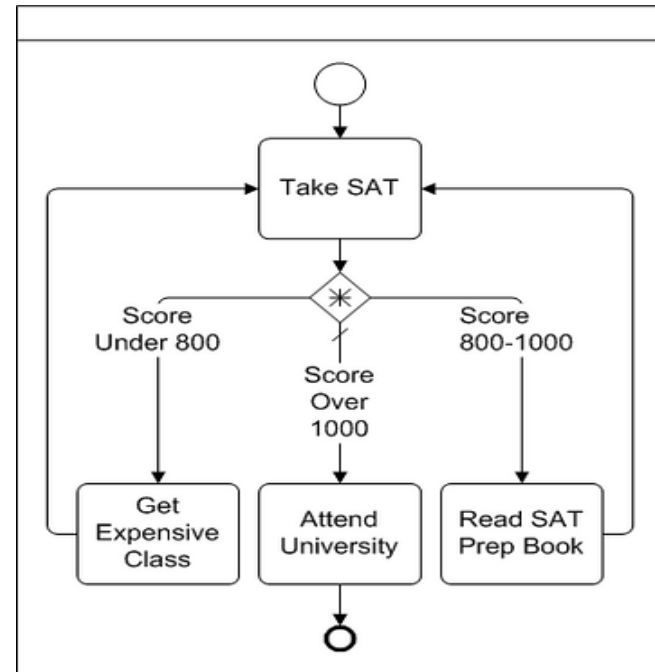 Take SAT
Score
Under 800
Score
Over
1000
Score
800-1000
Get
Expensive
Class
Attend
University
Read SAT
Prep Book